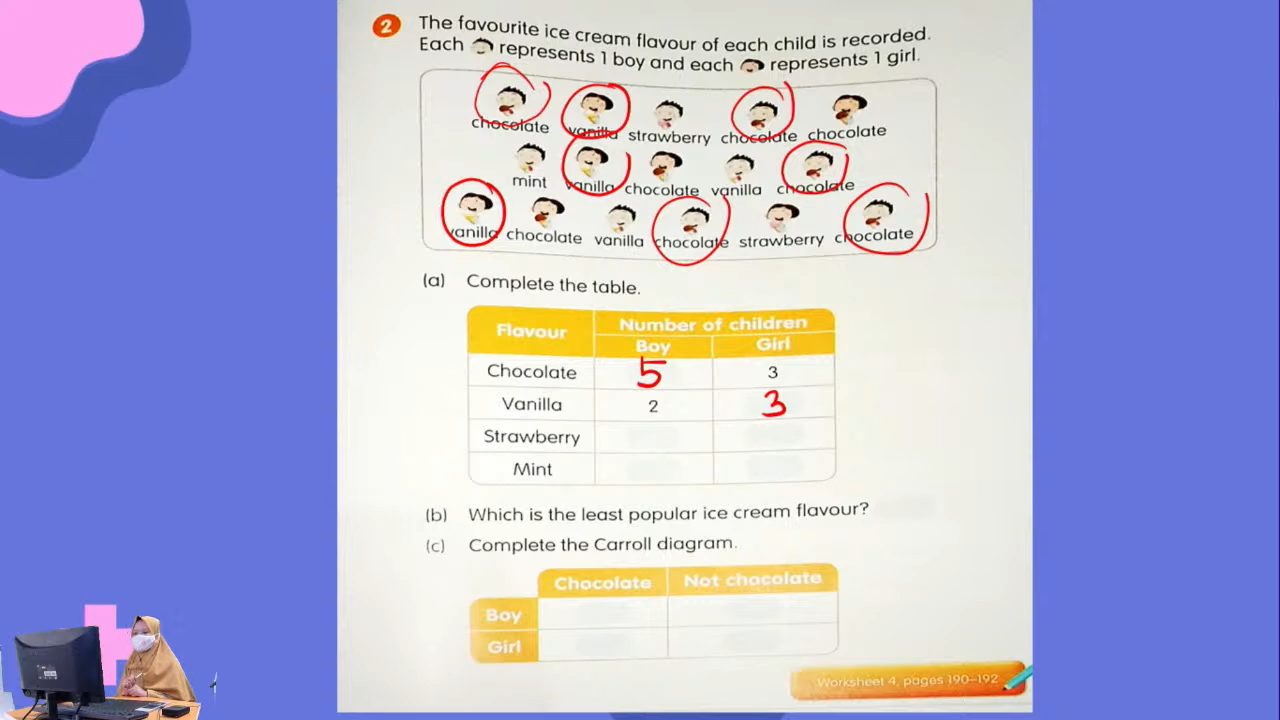 2 The favourite ice cream flavour of each child is recorded.
Each represents 1 boy and each represents 1 girl.
chocolate vanilla strawberry chocolate chocolate
mint vanilla chocolate vanilla chocolate
vanilla chocolate vanilla chocolate strawberry chocolate
(a) Complete the table.
Flavour Number of children
Boy Girl
Chocolate 5 3
Vanilla 2 3
Strawberry
Mint
(b) Which is the least popular ice cream flavour?
(c) Complete the Carroll diagram.
Chocolate Not chocolate
Boy
Girl
Worksheet 4, pages 190–192